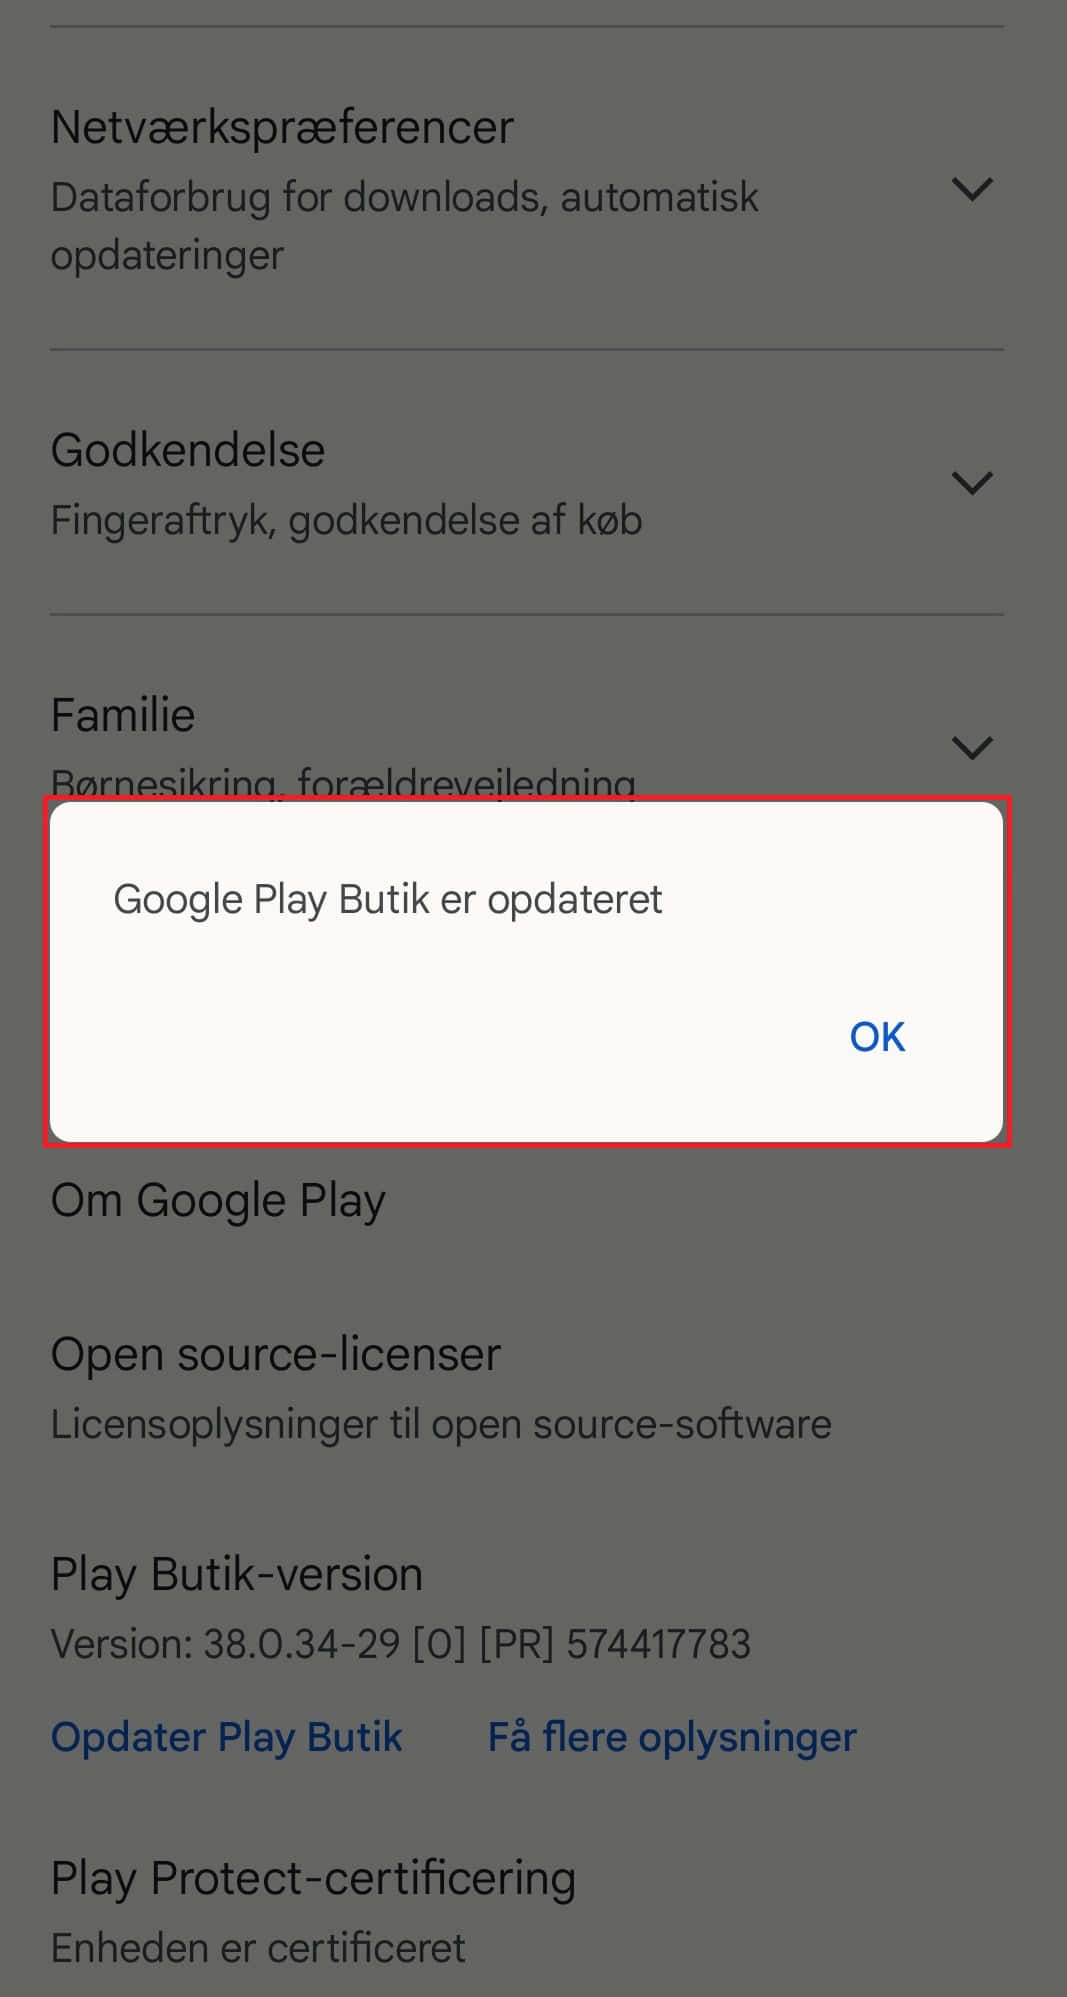 Netværkspræferencer
Dataforbrug for downloads, automatisk
opdateringer
Godkendelse
Fingeraftryk, godkendelse af køb
Familie
Børnesikring, forældrevejledning
Google Play Butik er opdateret
OK
Om Google Play
Open source-licenser
Licensoplysninger til open source-software
Play Butik-version
Version: 38.0.34-29 [0] [PR] 574417783
Opdater Play Butik Få flere oplysninger
Play Protect-certificering
Enheden er certificeret